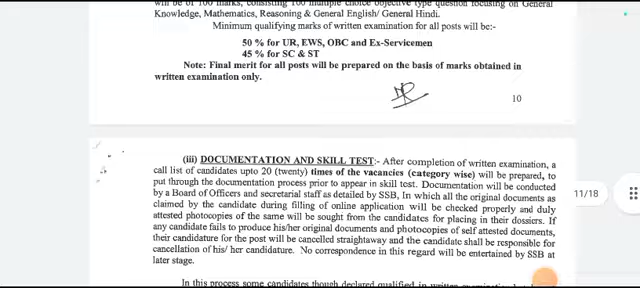 will be of 100 marks, consisting 100 multiple choice objective type question focusing on General
Knowledge, Mathematics, Reasoning & General English/ General Hindi.
Minimum qualifying marks of written examination for all posts will be:-
50 % for UR, EWS, OBC and Ex-Servicemen
45 % for SC & ST
Note: Final merit for all posts will be prepared on the basis of marks obtained in
written examination only.
10
(iii) DOCUMENTATION AND SKILL TEST:- After completion of written examination, a
call list of candidates upto 20 (twenty) times of the vacancies (category wise) will be prepared, to
put through the documentation process prior to appear in skill test. Documentation will be conducted
by a Board of Officers and secretarial staff as detailed by SSB, In which all the original documents as
claimed by the candidate during filling of online application will be checked properly and duly
attested photocopies of the same will be sought from the candidates for placing in their dossiers. If
any candidate fails to produce his/her original documents and photocopies of self attested documents,
their candidature for the post will be cancelled straightaway and the candidate shall be responsible for
cancellation of his/ her candidature. No correspondence in this regard will be entertained by SSB at
later stage.
11/18
In this process some candidates though declared qualified in written